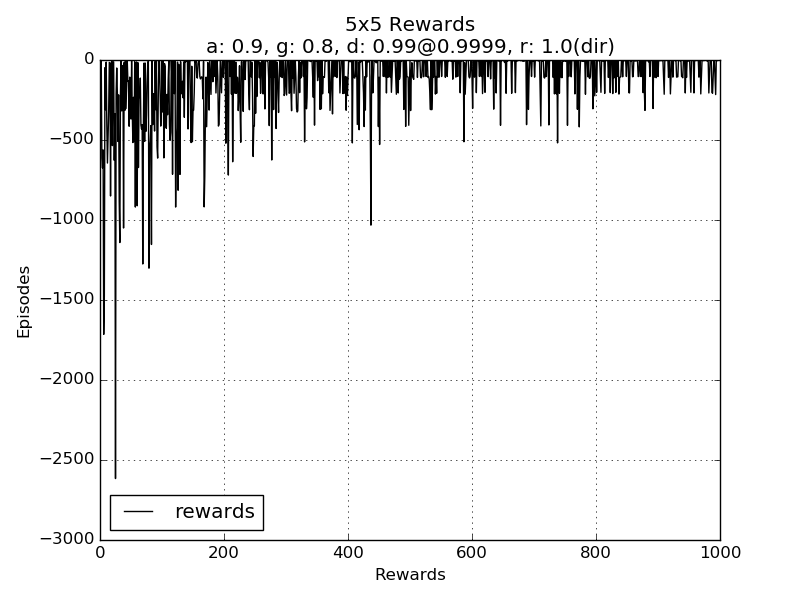 5x5 Rewards
a: 0.9, g: 0.8, d: 0.99@0.9999, r: 1.0(dir)
0
−500
−1000
−1500
−2000
−2500
−3000
Episodes
rewards
0 200 400 600 800 1000
Rewards